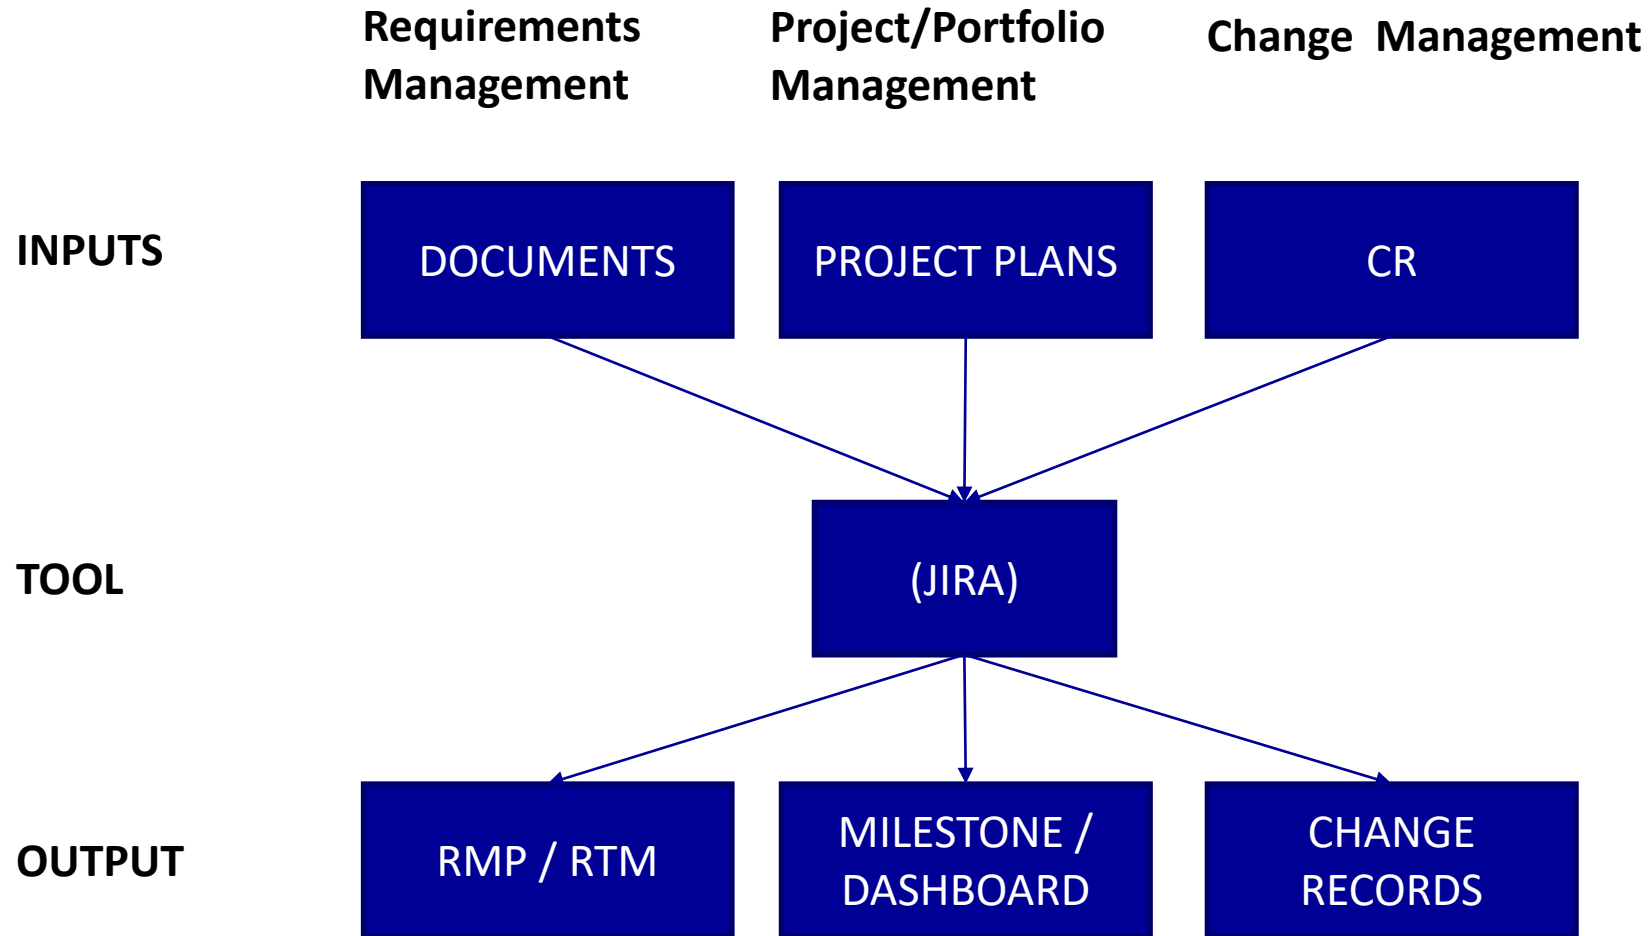 Requirements
Management
Project/Portfolio
Management
Change  Management
INPUTS
DOCUMENTS
PROJECT PLANS
CR
TOOL
(JIRA)
OUTPUT
RMP / RTM
MILESTONE /
DASHBOARD
CHANGE
RECORDS